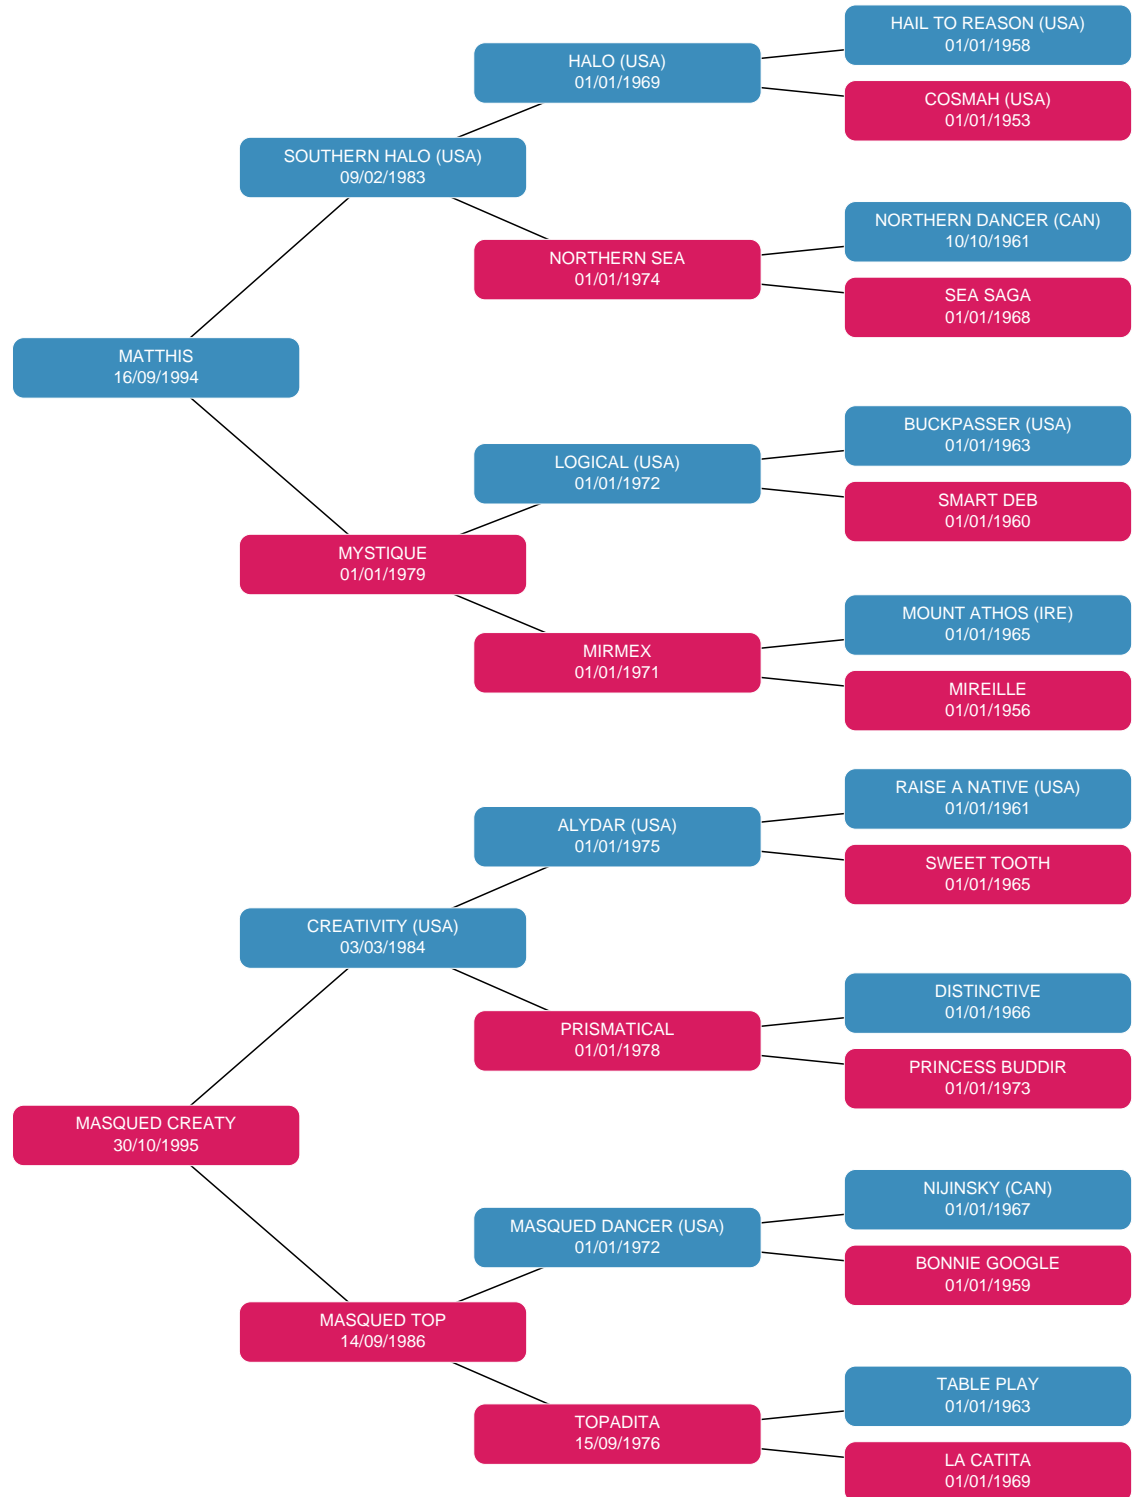 HAIL TO REASON (USA)
01/01/1958
HALO (USA)
01/01/1969
COSMAH (USA)
01/01/1953
SOUTHERN HALO (USA)
09/02/1983
NORTHERN DANCER (CAN)
10/10/1961
NORTHERN SEA
01/01/1974
SEA SAGA
01/01/1968
MATTHIS
16/09/1994
BUCKPASSER (USA)
01/01/1963
LOGICAL (USA)
01/01/1972
SMART DEB
01/01/1960
MYSTIQUE
01/01/1979
MOUNT ATHOS (IRE)
01/01/1965
MIRMEX
01/01/1971
MIREILLE
01/01/1956
RAISE A NATIVE (USA)
01/01/1961
ALYDAR (USA)
01/01/1975
SWEET TOOTH
01/01/1965
CREATIVITY (USA)
03/03/1984
DISTINCTIVE
01/01/1966
PRISMATICAL
01/01/1978
PRINCESS BUDDIR
01/01/1973
MASQUED CREATY
30/10/1995
NIJINSKY (CAN)
01/01/1967
MASQUED DANCER (USA)
01/01/1972
BONNIE GOOGLE
01/01/1959
MASQUED TOP
14/09/1986
TABLE PLAY
01/01/1963
TOPADITA
15/09/1976
LA CATITA
01/01/1969